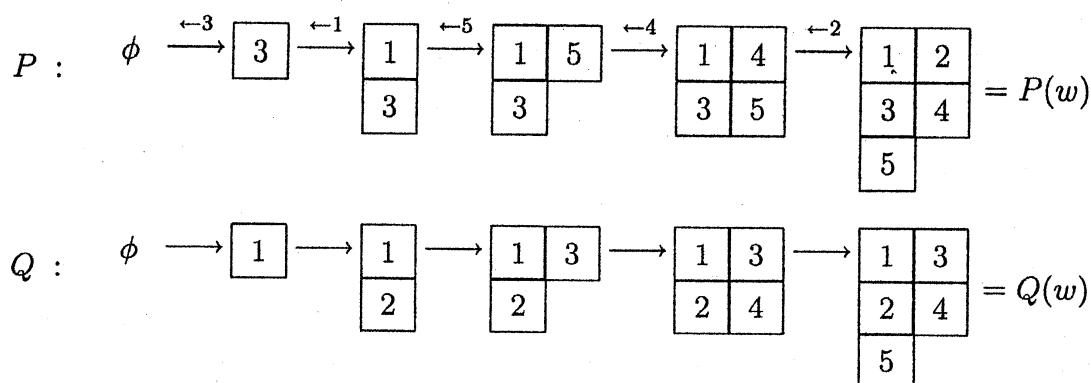 ←3 ←1 ←5 ←4 ←2
P : ϕ → 3 → 1 → 1 5 → 1 4 → 1 2
3 3 3 5 3 4 = P(w)
5
Q : ϕ → 1 → 1 → 1 3 → 1 3 → 1 3
2 2 2 4 2 4 = Q(w)
5